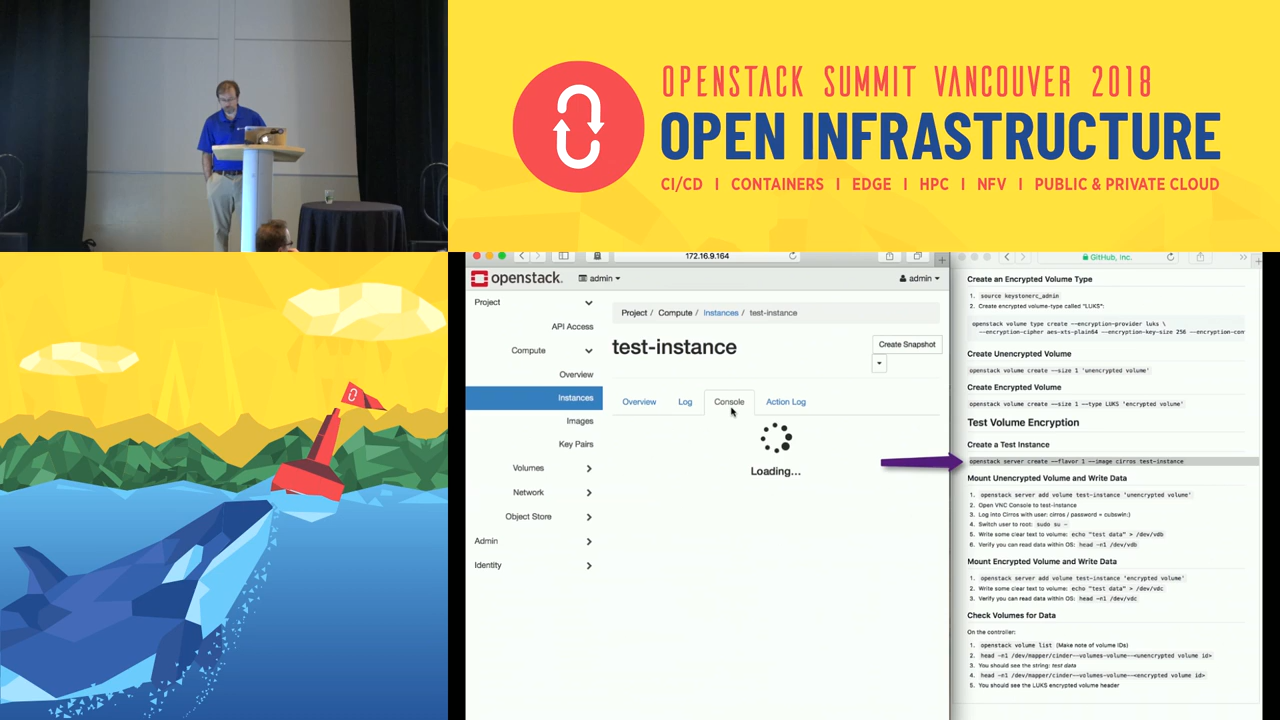 OPENSTACK SUMMIT VANCOUVER 2018
OPEN INFRASTRUCTURE
CI/CD | CONTAINERS | EDGE | HPC | NFV | PUBLIC & PRIVATE CLOUD
172.16.9.164
openstack.
admin
admin
Project
API Access
Compute
Overview
Instances
Images
Key Pairs
Volumes
Network
Object Store
Admin
Identity
Project / Compute / Instances / test-instance
test-instance
Create Snapshot
Overview
Log
Console
Action Log
Loading...
GitHub, Inc.
Create an Encrypted Volume Type
1. source keystonerc_admin
2. Create encrypted volume-type called "LUKS":
openstack volume type create --encryption-provider luks \
--encryption-cipher aes-xts-plain64 --encryption-key-size 256 --encryption-con
Create Unencrypted Volume
openstack volume create --size 1 'unencrypted volume'
Create Encrypted Volume
openstack volume create --size 1 --type LUKS 'encrypted volume'
Test Volume Encryption
Create a Test Instance
openstack server create --flavor 1 --image cirros test-instance
Mount Unencrypted Volume and Write Data
1. openstack server add volume test-instance 'unencrypted volume'
2. Open VNC Console to test-instance
3. Log into Cirros with user: cirros / password = cubswin:)
4. Switch user to root: sudo su -
5. Write some clear text to volume: echo "test data" > /dev/vdb
6. Verify you can read data within OS: head -n1 /dev/vdb
Mount Encrypted Volume and Write Data
1. openstack server add volume test-instance 'encrypted volume'
2. Write some clear text to volume: echo "test data" > /dev/vdc
3. Verify you can read data within OS: head -n1 /dev/vdc
Check Volumes for Data
On the controller:
1. openstack volume list (Make note of volume IDs)
2. head -n1 /dev/mapper/cinder--volumes-volume--<unencrypted volume id>
3. You should see the string: test data
4. head -n1 /dev/mapper/cinder--volumes-volume--<encrypted volume id>
5. You should see the LUKS encrypted volume header